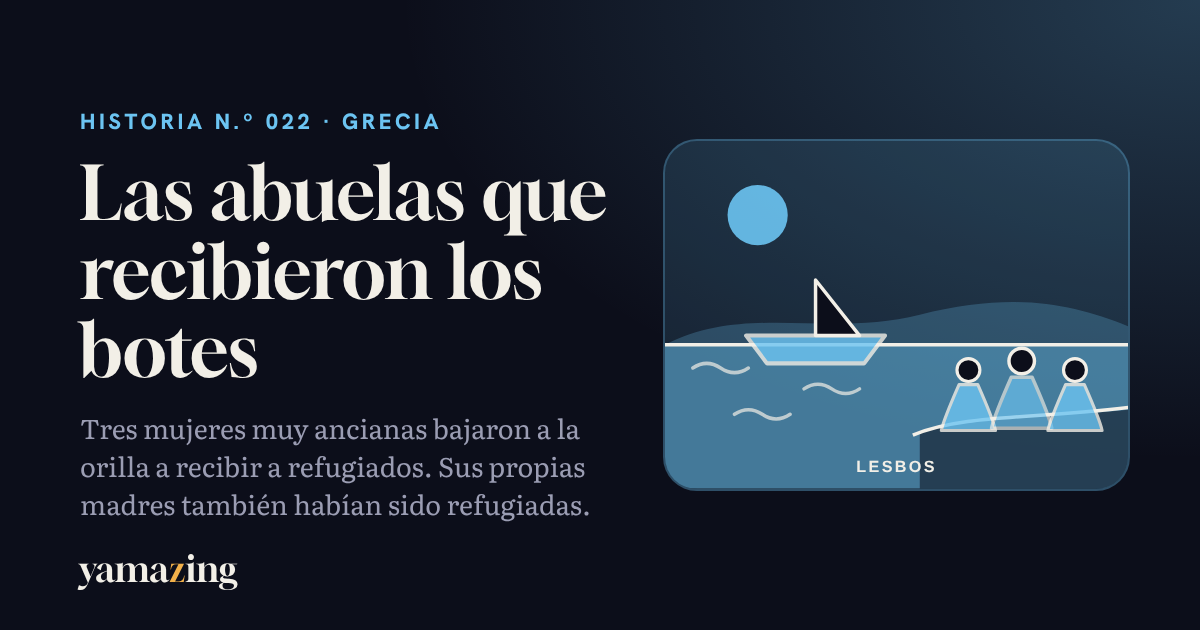 HISTORIA N.º 022 · GRECIA
Las abuelas que
recibieron los
botes
Tres mujeres muy ancianas bajaron a la
orilla a recibir a refugiados. Sus propias
madres también habían sido refugiadas.
LESBOS
yamazing